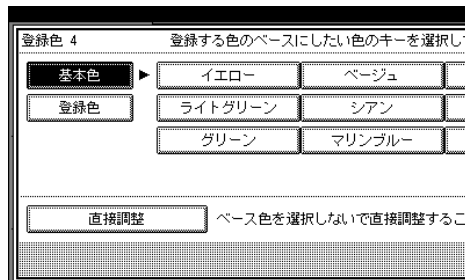 登録色 4 登録する色のベースにしたい色のキーを選択し
基本色 イエロー ベージュ
登録色 ライトグリーン シアン
グリーン マリンブルー
直接調整 ベース色を選択しないで直接調整するこ